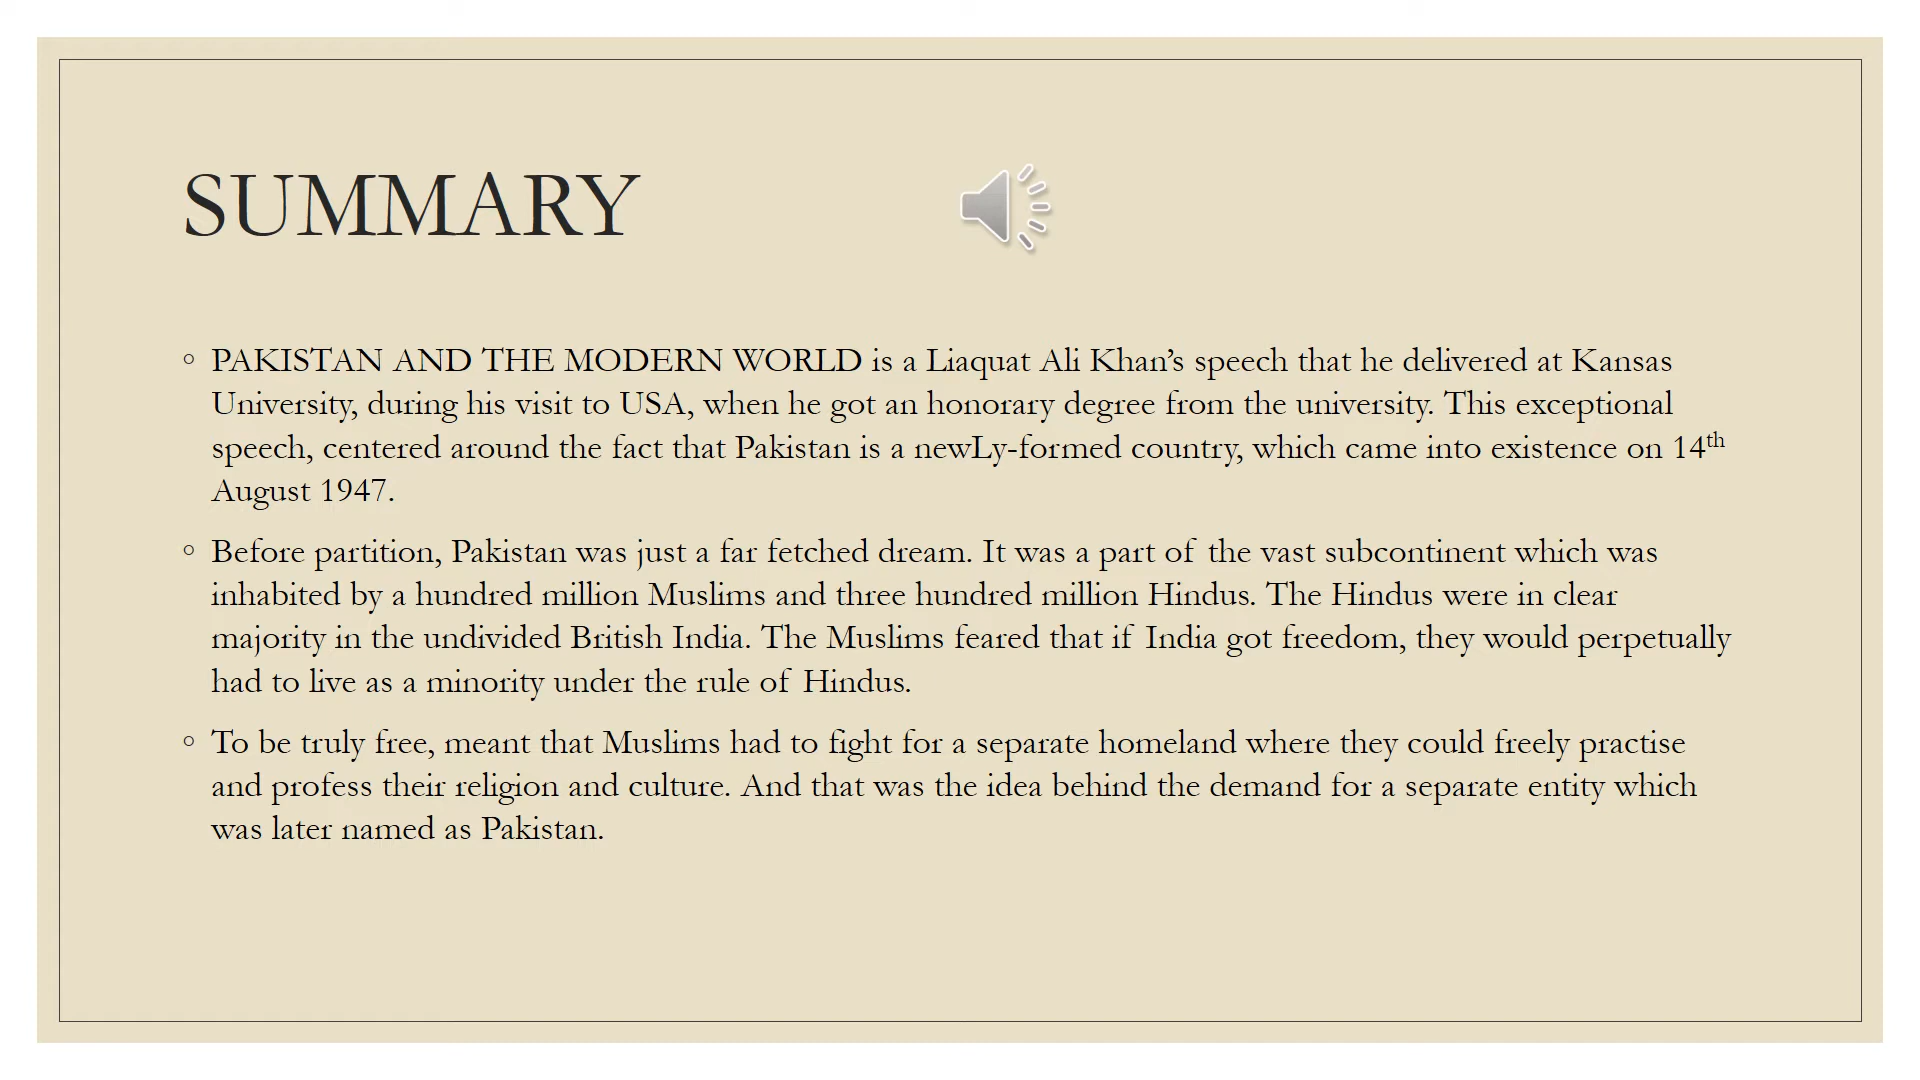 SUMMARY
PAKISTAN AND THE MODERN WORLD is a Liaquat Ali Khan’s speech that he delivered at Kansas
University, during his visit to USA, when he got an honorary degree from the university. This exceptional
speech, centered around the fact that Pakistan is a newLy-formed country, which came into existence on 14th
August 1947.
Before partition, Pakistan was just a far fetched dream. It was a part of the vast subcontinent which was
inhabited by a hundred million Muslims and three hundred million Hindus. The Hindus were in clear
majority in the undivided British India. The Muslims feared that if India got freedom, they would perpetually
had to live as a minority under the rule of Hindus.
To be truly free, meant that Muslims had to fight for a separate homeland where they could freely practise
and profess their religion and culture. And that was the idea behind the demand for a separate entity which
was later named as Pakistan.